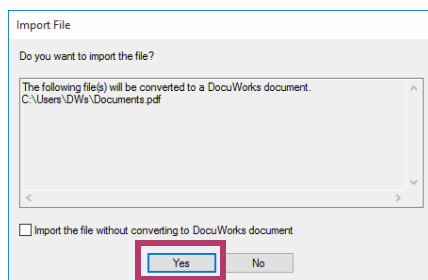 Import File
Do you want to import the file?
The following file(s) will be converted to a DocuWorks document.
C:\Users\DWs\Documents.pdf
Import the file without converting to DocuWorks document
Yes
No